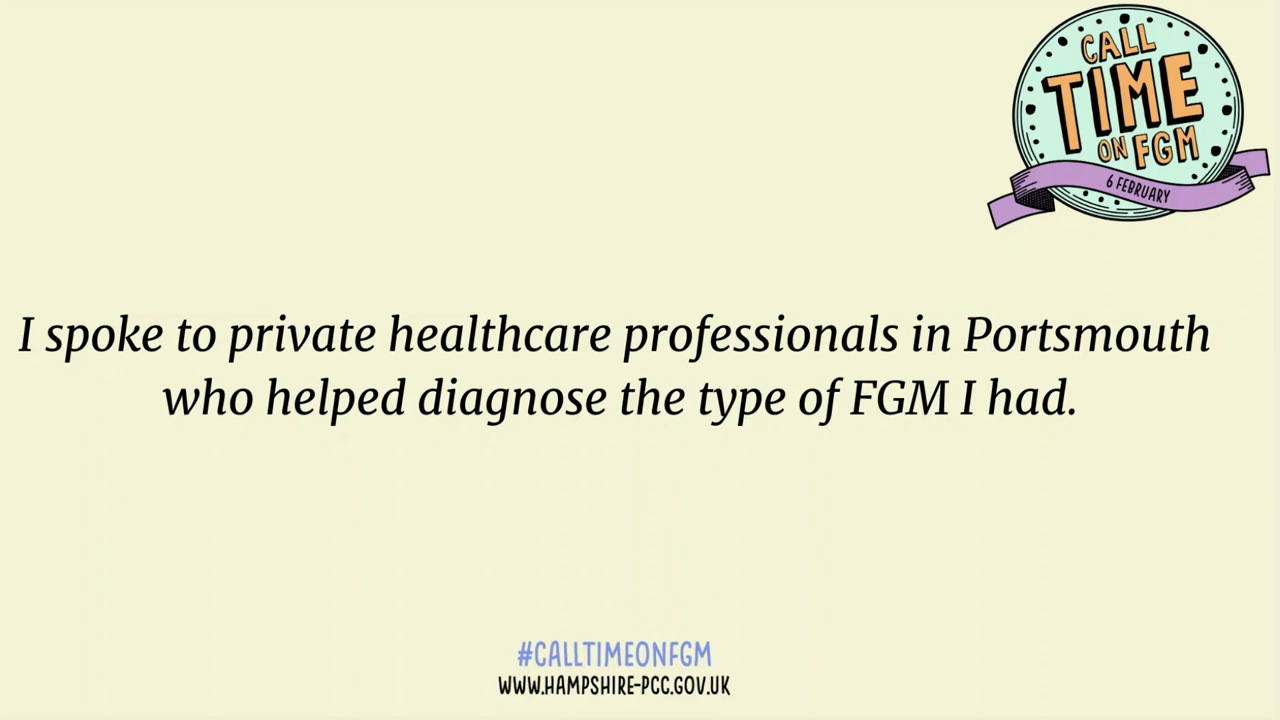 CALL
TIME
ON FGM
6 FEBRUARY
I spoke to private healthcare professionals in Portsmouth
who helped diagnose the type of FGM I had.
#CALLTIMEONFGM
WWW.HAMPSHIRE-PCC.GOV.UK